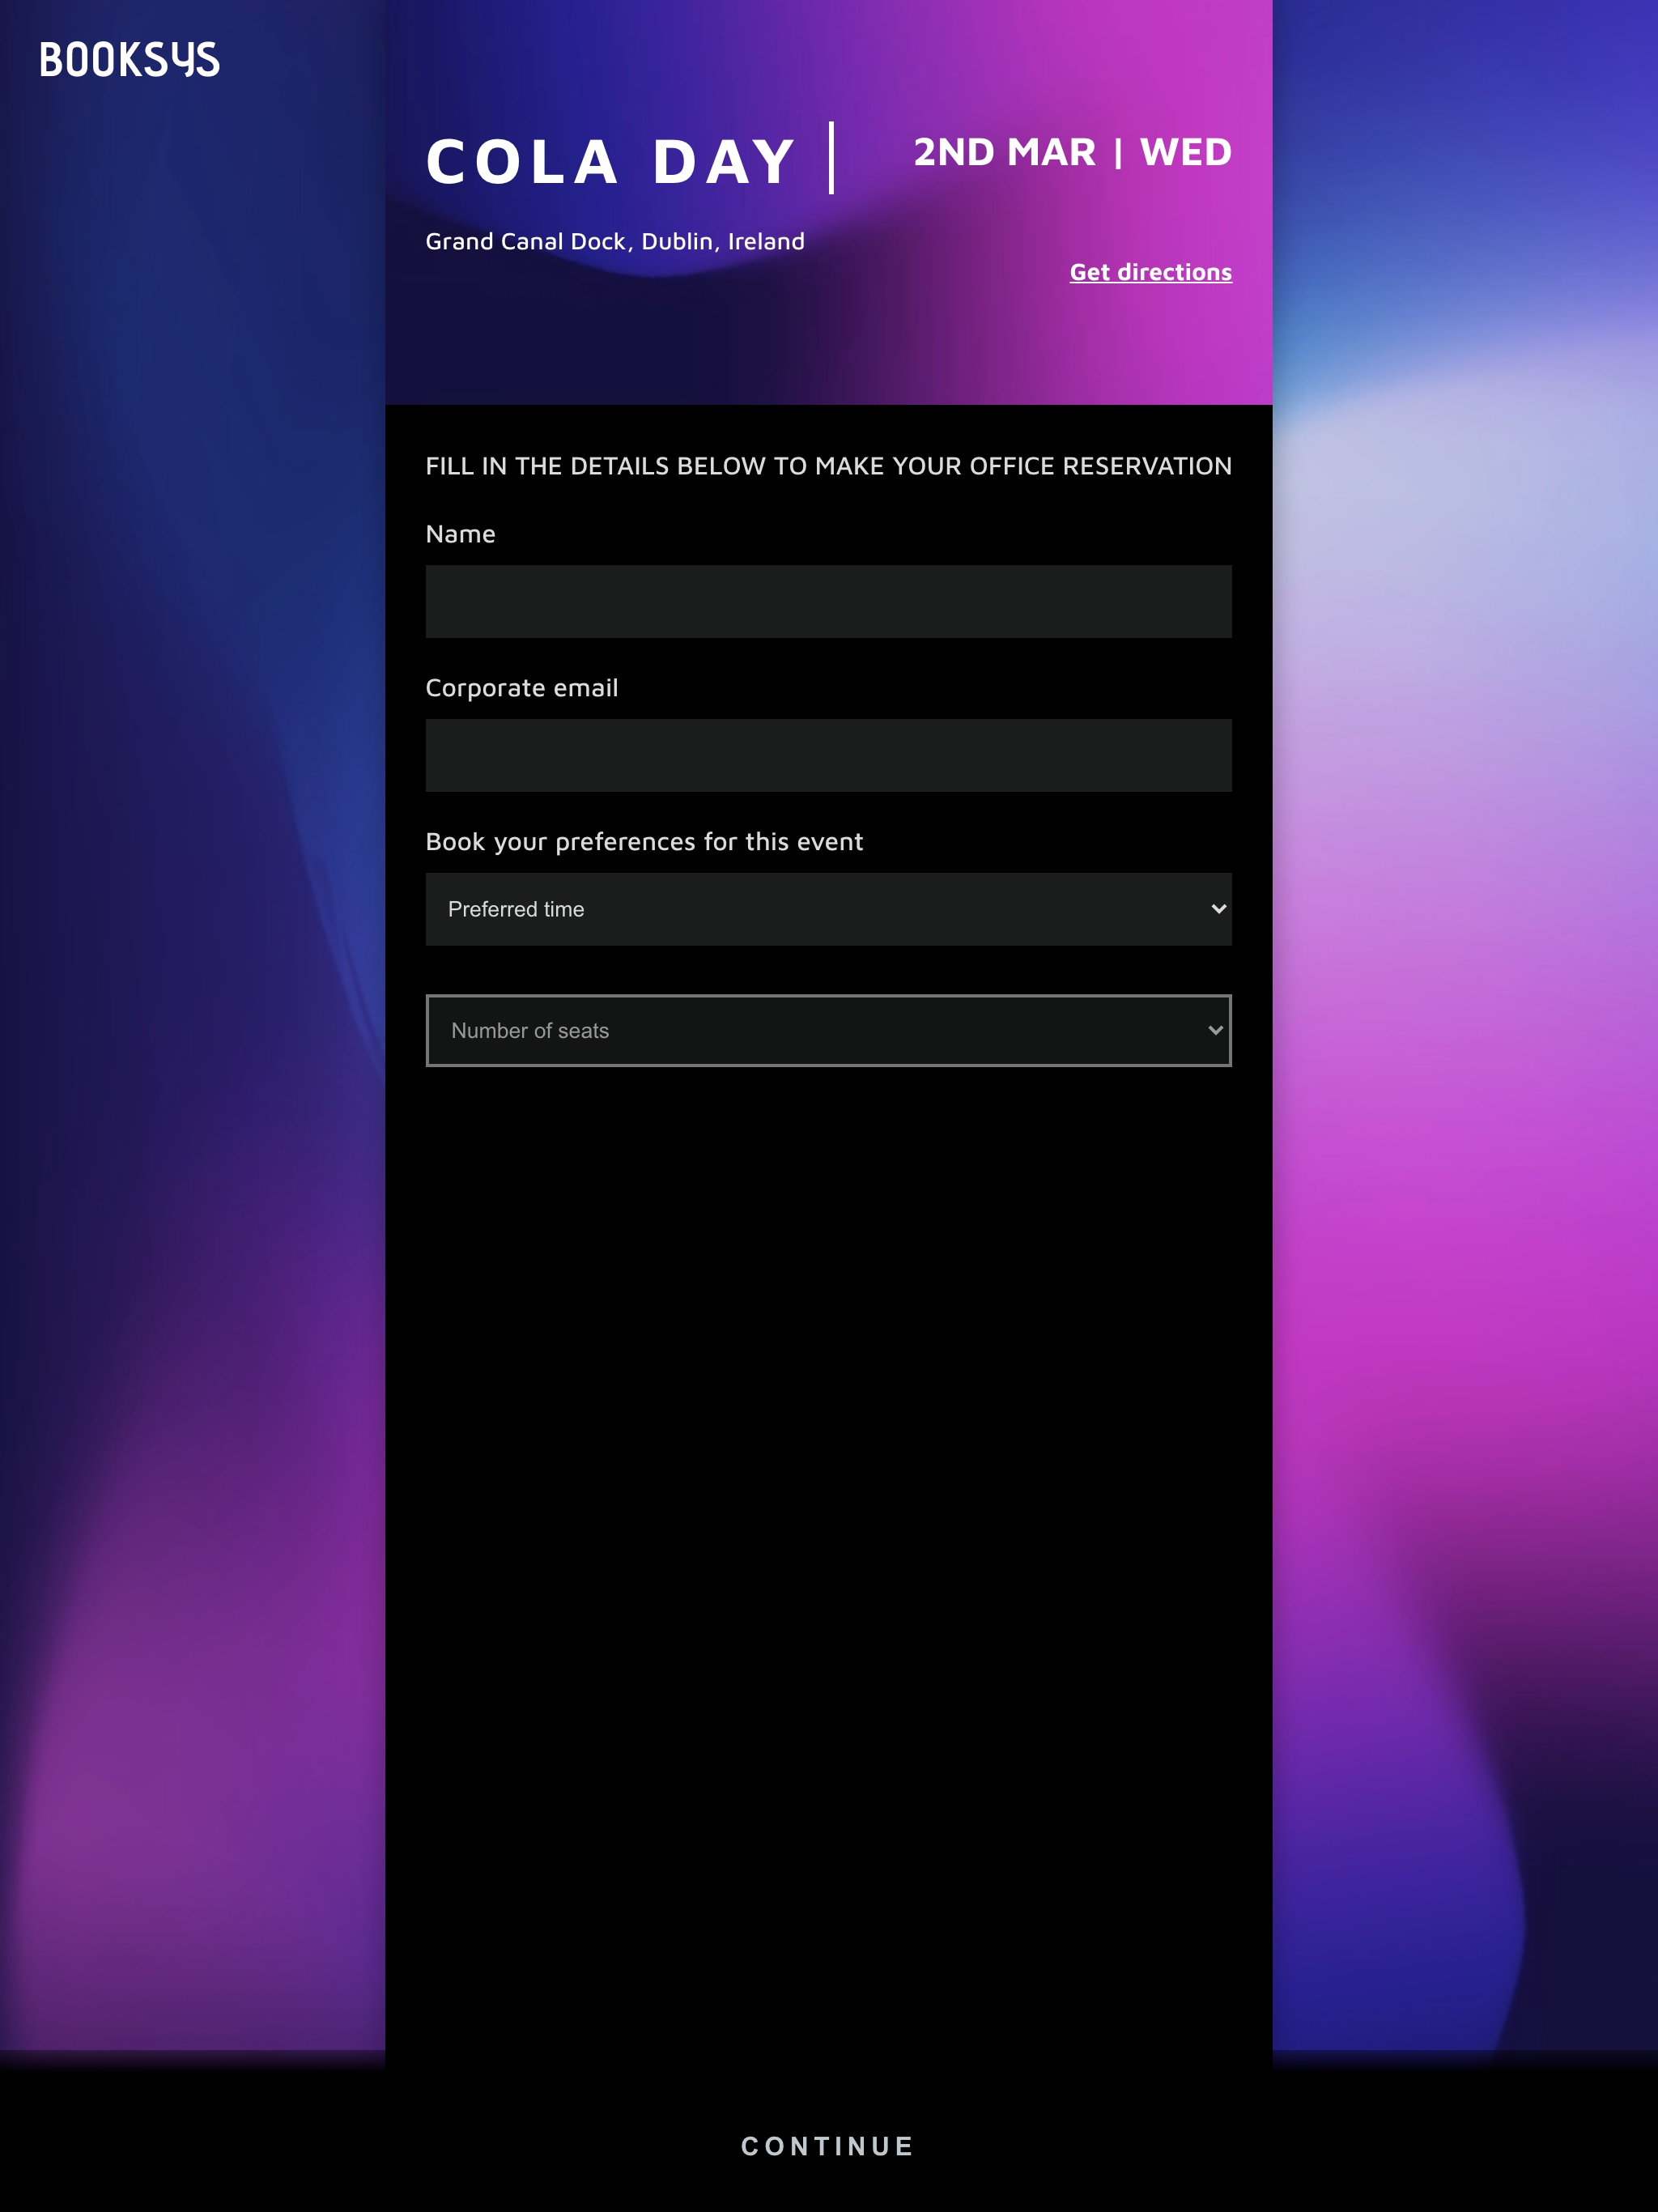 BOOKSYS
COLA DAY
2ND MAR | WED
Grand Canal Dock, Dublin, Ireland
Get directions
FILL IN THE DETAILS BELOW TO MAKE YOUR OFFICE RESERVATION
Name
Corporate email
Book your preferences for this event
Preferred time
Number of seats
CONTINUE